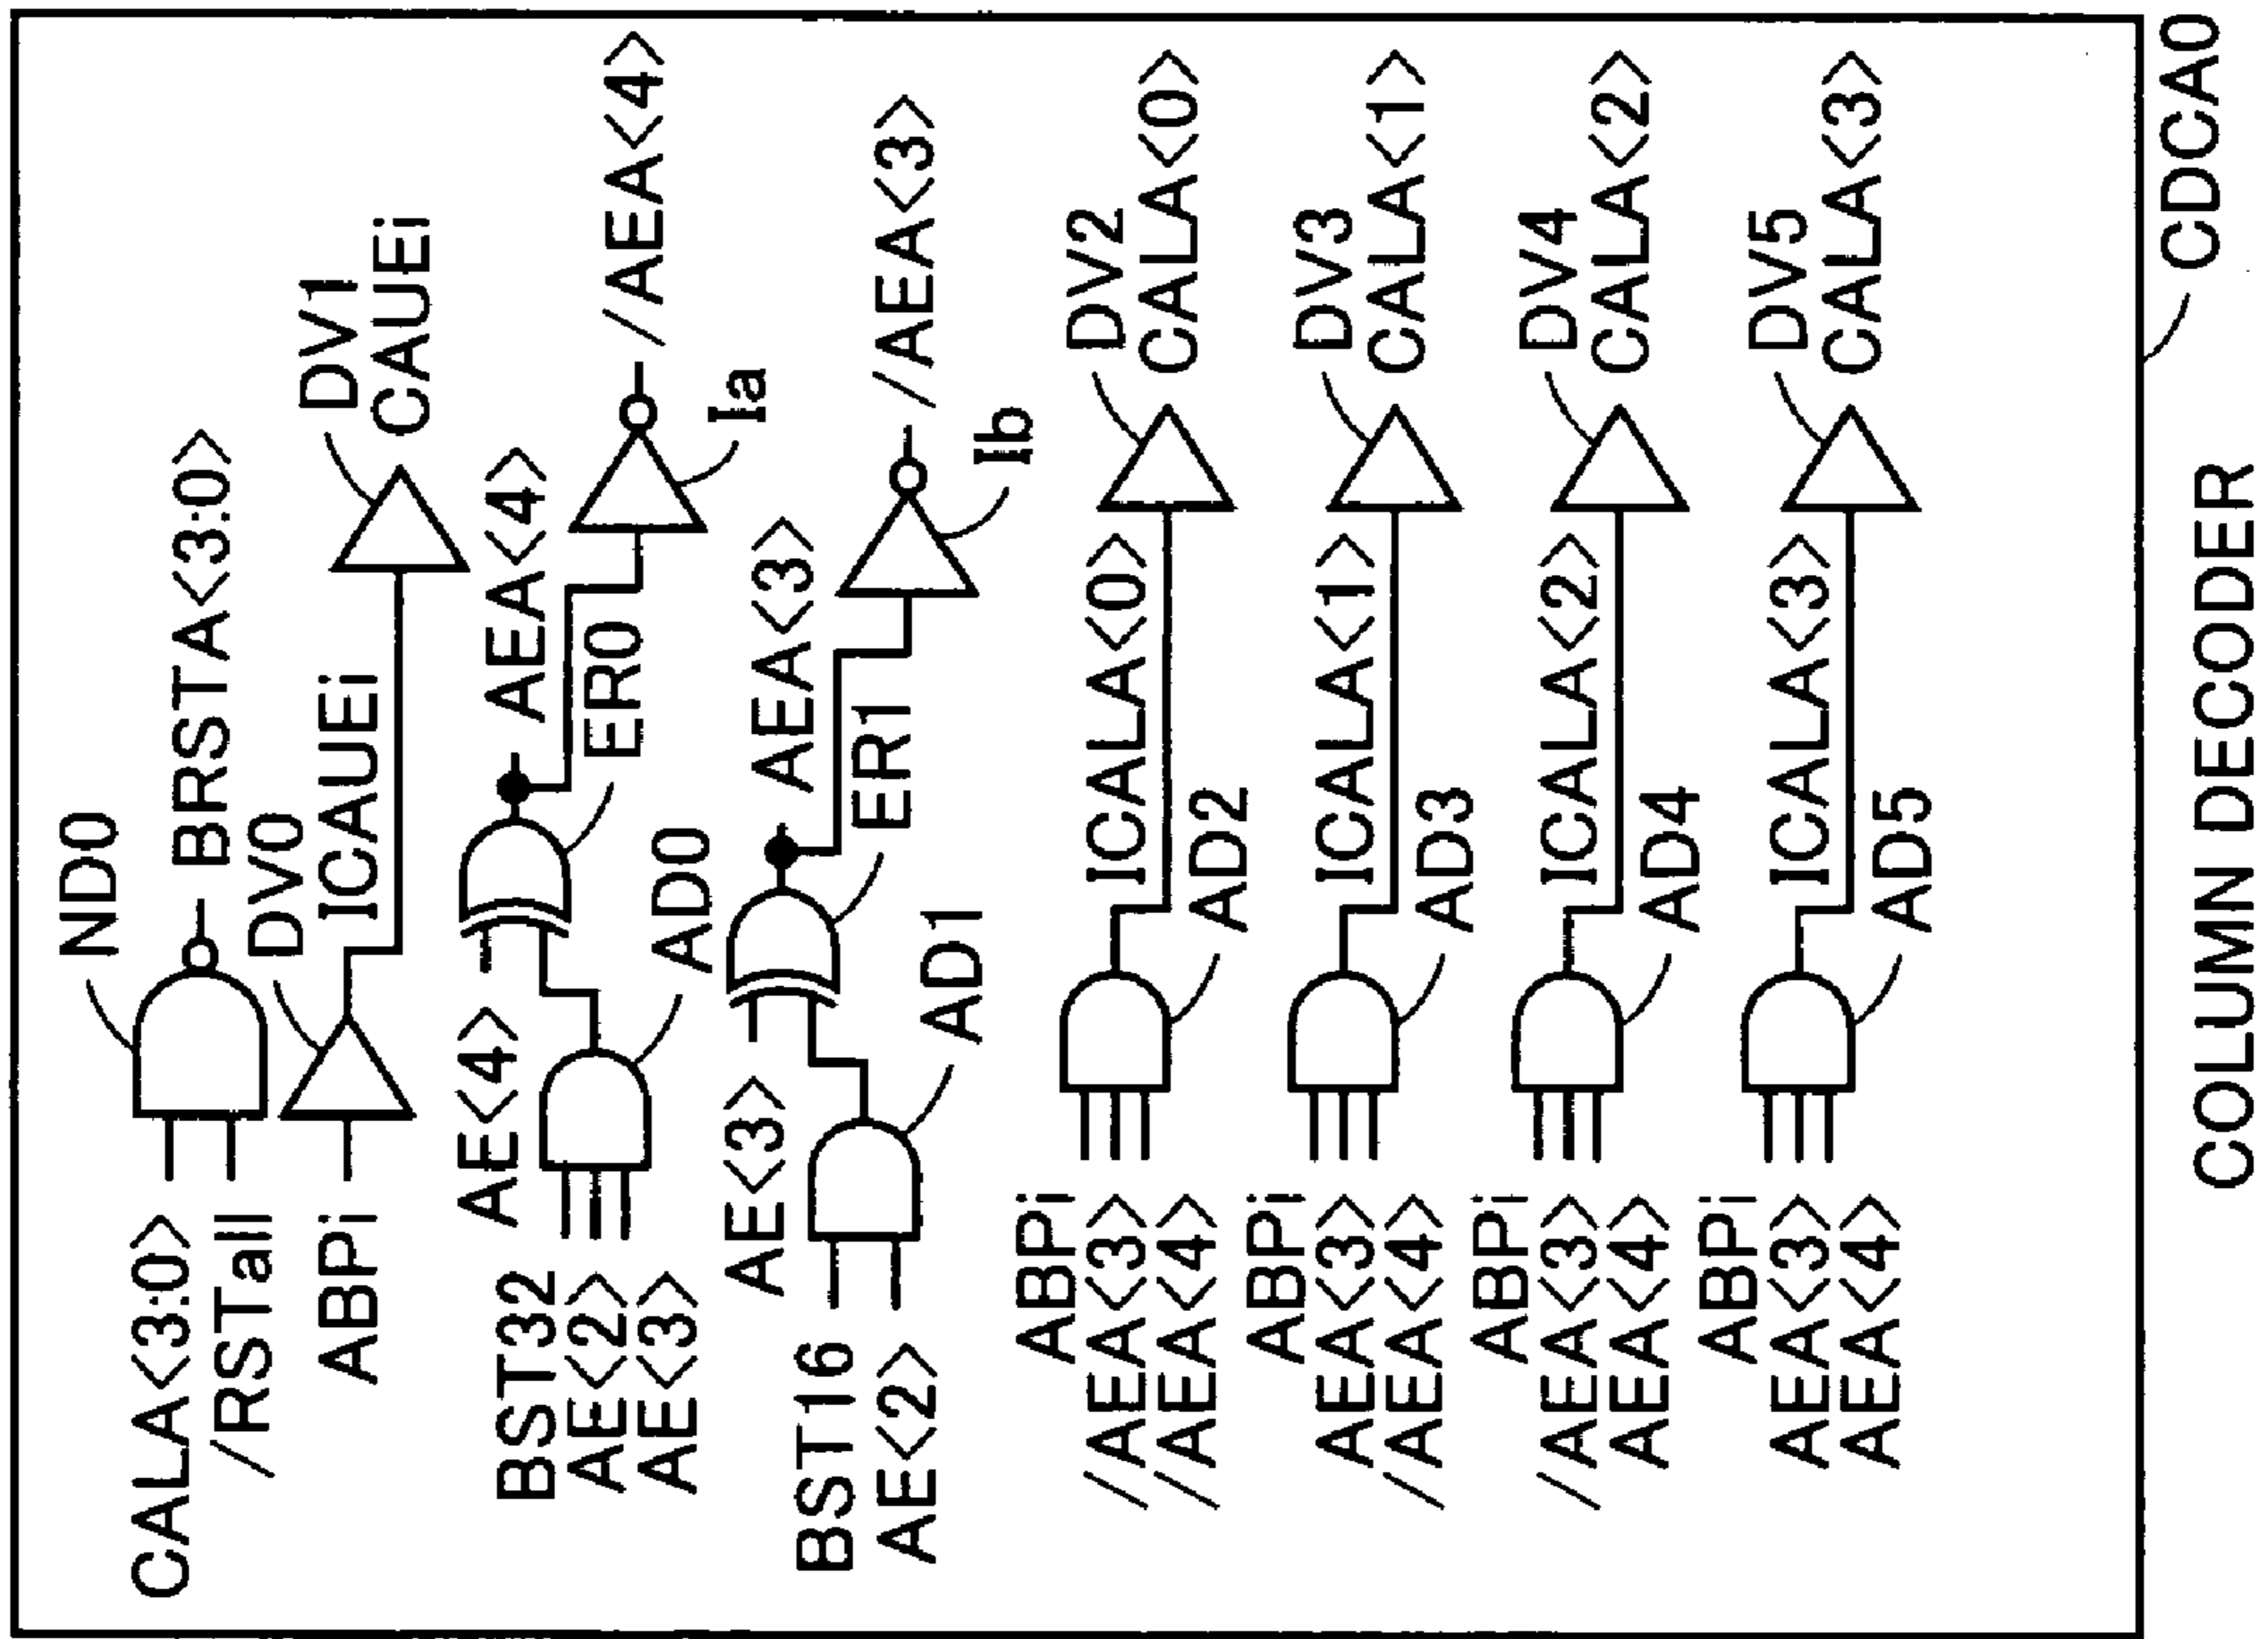 ND0
CALA<3:0>
/RSTall
BRSTA<3:0>
DV0
ABPi
ICAUEi
DV1
CAUEi
AE<4>
AEA<4>
BST32
AE<2>
AE<3>
ER0
/AEA<4>
AD0
Ia
AE<3>
AEA<3>
BST16
AE<2>
ER1
/AEA<3>
AD1
Ib
ABPi
/AEA<3>
/AEA<4>
ICALA<0>
AD2
DV2
CALA<0>
ABPi
AEA<3>
/AEA<4>
ICALA<1>
AD3
DV3
CALA<1>
ABPi
/AEA<3>
AEA<4>
ICALA<2>
AD4
DV4
CALA<2>
ABPi
AEA<3>
AEA<4>
ICALA<3>
AD5
DV5
CALA<3>
CDCA0
COLUMN DECODER